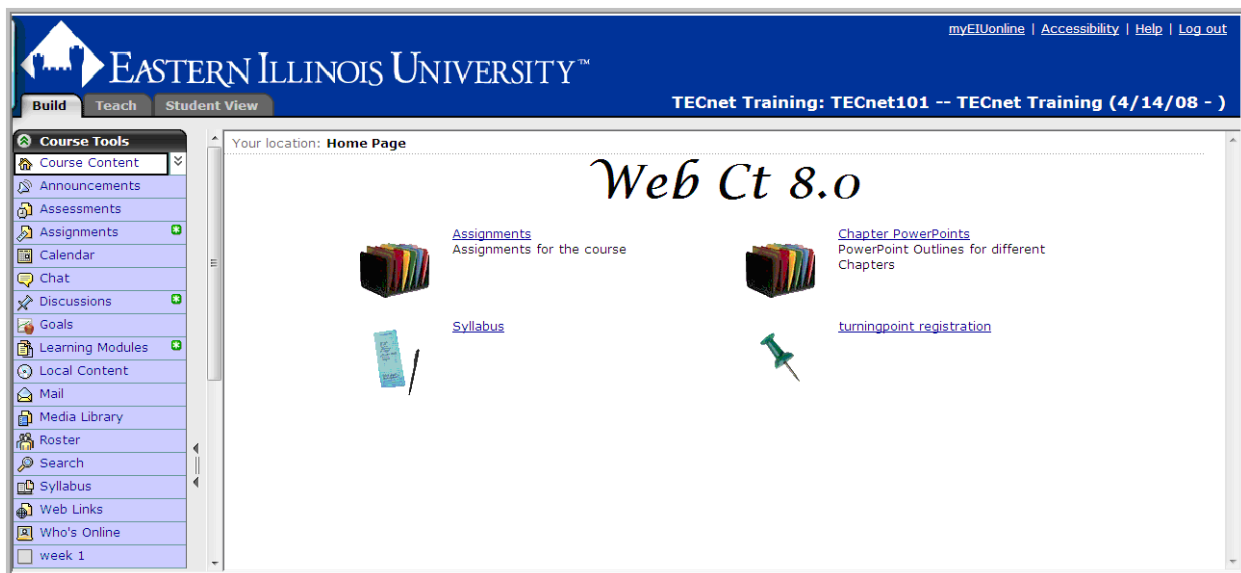 myEIUonline | Accessibility | Help | Log out
EASTERN ILLINOIS UNIVERSITY™
Build Teach Student View
TECnet Training: TECnet101 -- TECnet Training (4/14/08 - )
Course Tools
Course Content
Announcements
Assessments
Assignments
Calendar
Chat
Discussions
Goals
Learning Modules
Local Content
Mail
Media Library
Roster
Search
Syllabus
Web Links
Who's Online
week 1
Your location: Home Page
Web Ct 8.0
Assignments
Assignments for the course
Chapter PowerPoints
PowerPoint Outlines for different
Chapters
Syllabus
turningpoint registration